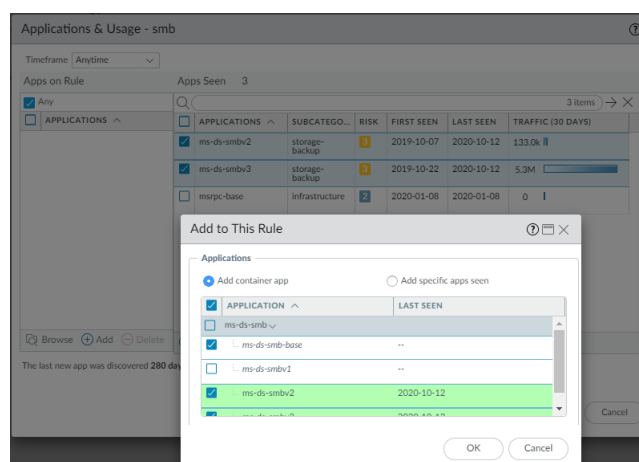 Applications & Usage - smb
Timeframe Anytime
Apps on Rule
Apps Seen 3
Any
3 items
APPLICATIONS
APPLICATIONS SUBCATEGO... RISK FIRST SEEN LAST SEEN TRAFFIC (30 DAYS)
ms-ds-smbv2 storage-backup 3 2019-10-07 2020-10-12 133.0k
ms-ds-smbv3 storage-backup 3 2019-10-22 2020-10-12 5.3M
msrpc-base infrastructure 2 2020-01-08 2020-01-08 0
Browse Add Delete
The last new app was discovered 280 day
Cancel
Add to This Rule
Applications
Add container app
Add specific apps seen
APPLICATION LAST SEEN
ms-ds-smb
ms-ds-smb-base --
ms-ds-smbv1 --
ms-ds-smbv2 2020-10-12
2020-10-12
OK Cancel